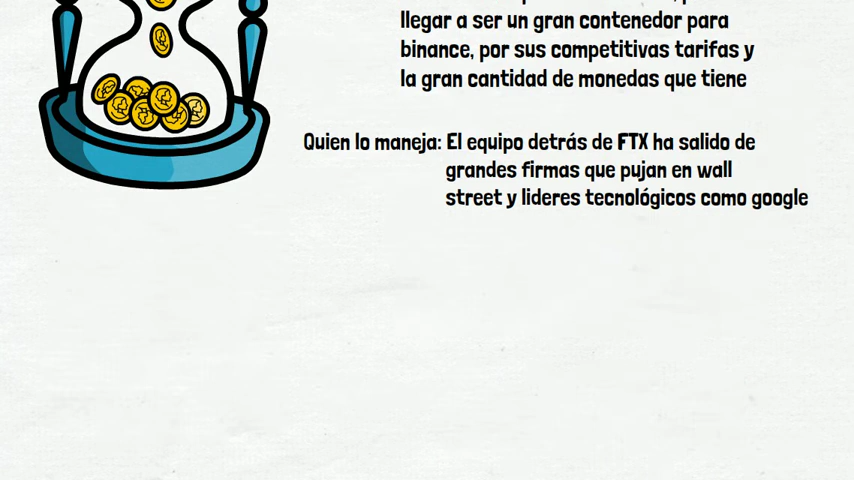 llegar a ser un gran contenedor para
binance, por sus competitivas tarifas y
la gran cantidad de monedas que tiene
Quien lo maneja: El equipo detrás de FTX ha salido de
grandes firmas que pujan en wall
street y lideres tecnológicos como google